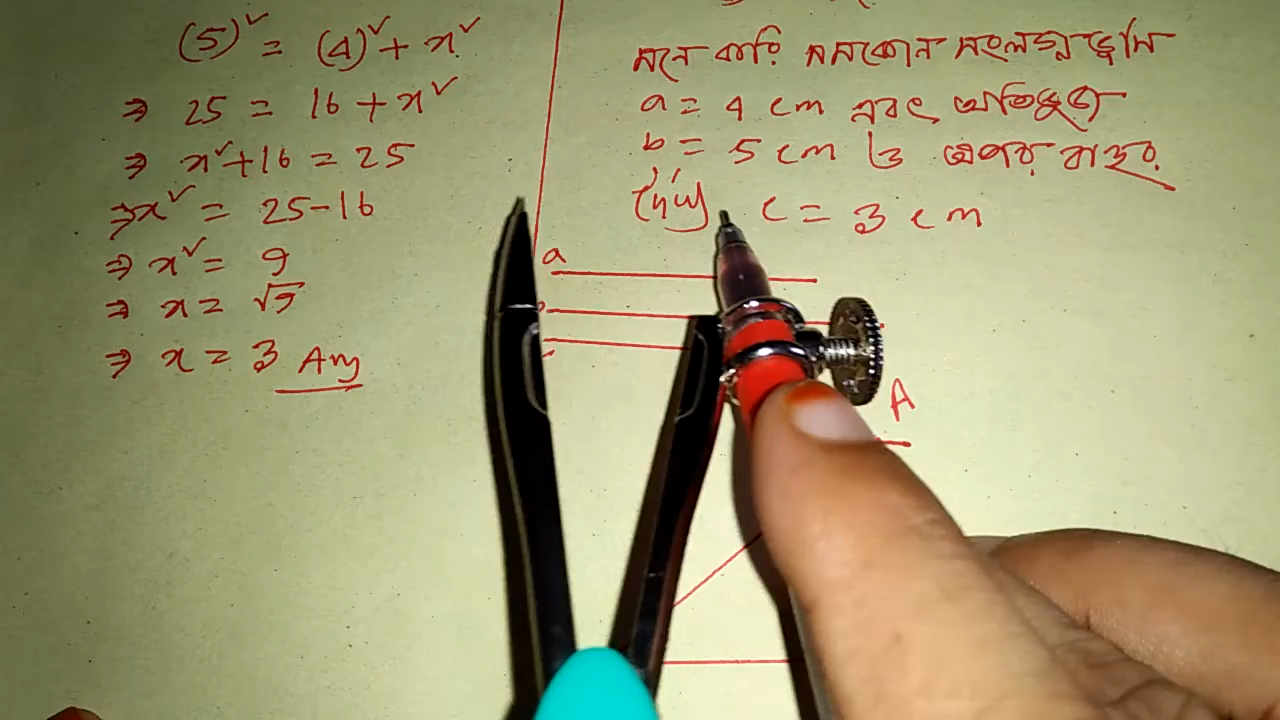 (5)² = (4)² + x²
⇒ 25 = 16 + x²
⇒ x² + 16 = 25
⇒ x² = 25 - 16
⇒ x² = 9
⇒ x = √9
⇒ x = 3 Ans
মনে করি সমকোন সংলগ্ন ভূমি
a = 4 cm এবং অতিভুজ
b = 5 cm ও অপর বাহুর
দৈর্ঘ্য c = 3 cm
a
A